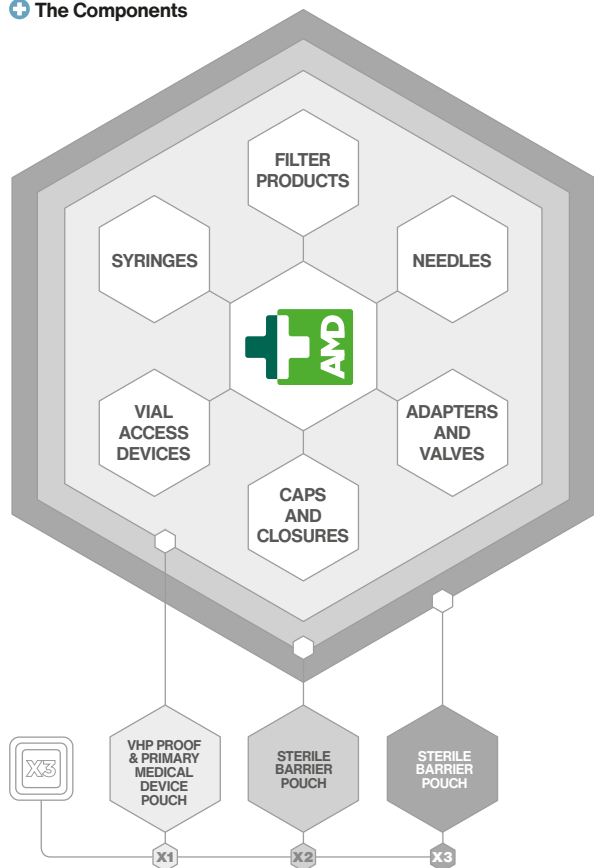 The Components
FILTER
PRODUCTS
SYRINGES
NEEDLES
AMD
VIAL
ACCESS
DEVICES
ADAPTERS
AND
VALVES
CAPS
AND
CLOSURES
X3
VHP PROOF
& PRIMARY
MEDICAL
DEVICE
POUCH
STERILE
BARRIER
POUCH
STERILE
BARRIER
POUCH
X1
X2
X3